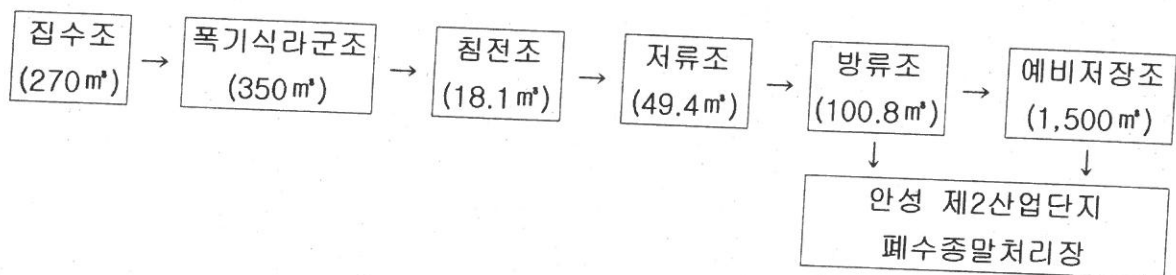 집수조 → 폭기식라군조 → 침전조 → 저류조 → 방류조 → 예비저장조
(270㎥) (350㎥) (18.1㎥) (49.4㎥) (100.8㎥) (1,500㎥)
↓ ↓
안성 제2산업단지
폐수종말처리장